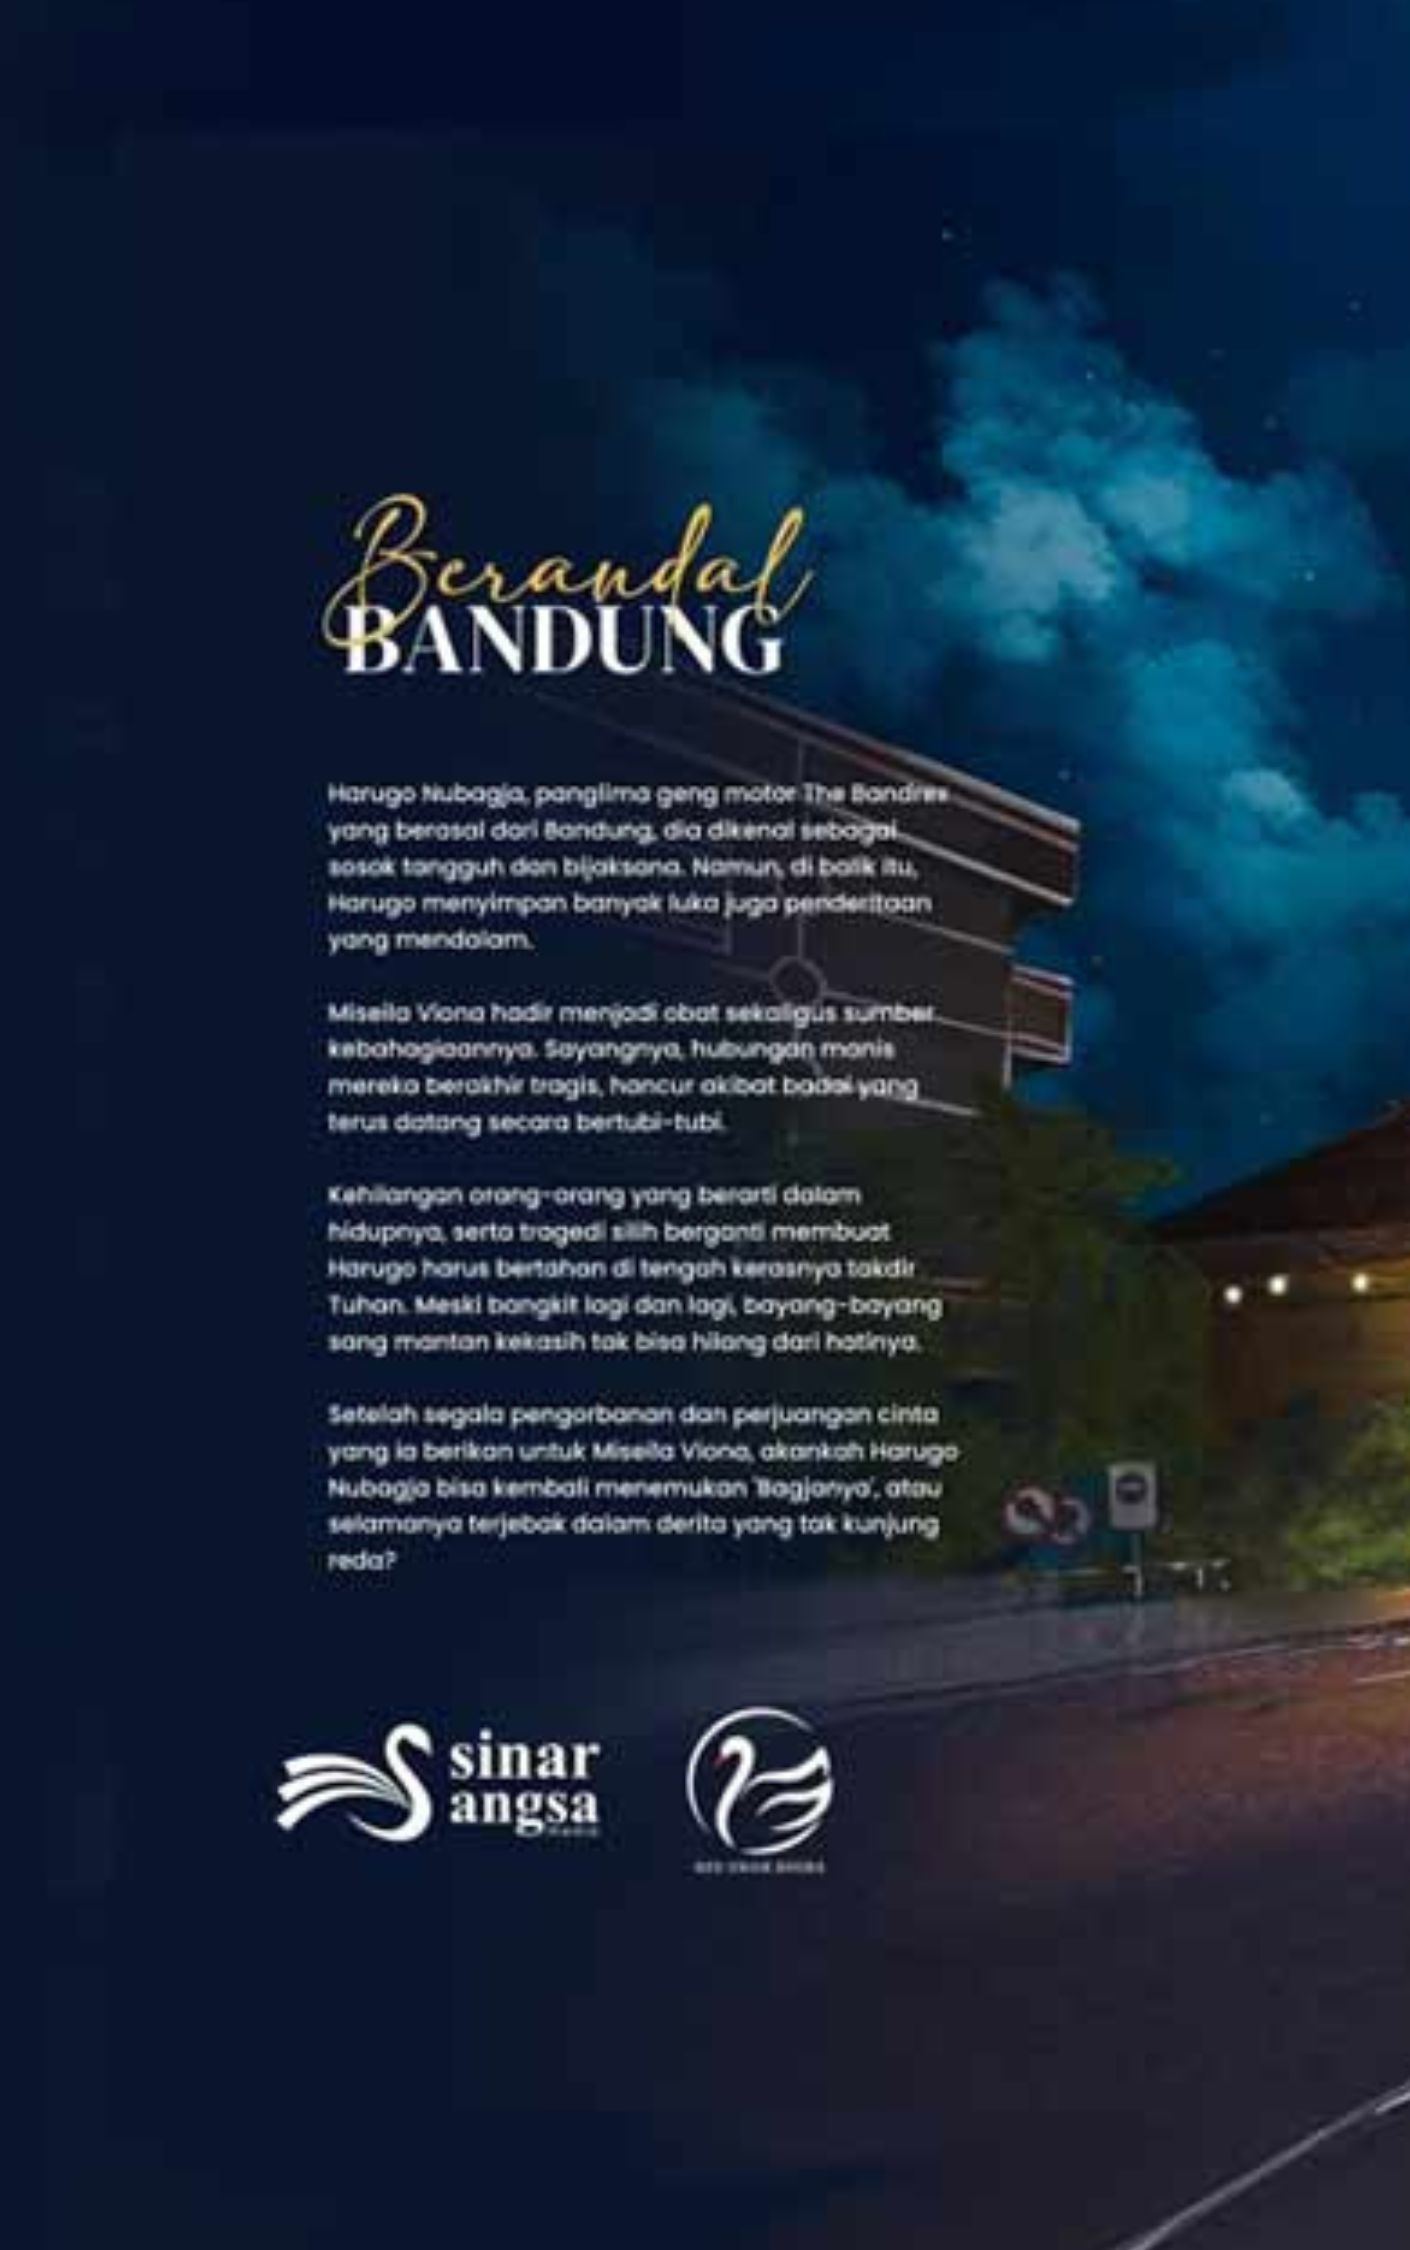 Berandal
BANDUNG
Harugo Nubagja, panglima geng motor The Bandrex
yang berasal dari Bandung, dia dikenal sebagai
sosok tangguh dan bijaksana. Namun, di balik itu,
Harugo menyimpan banyak luka juga penderitaan
yang mendalam.
Miseila Viona hadir menjadi obat sekaligus sumber
kebahagiaannya. Sayangnya, hubungan manis
mereka berakhir tragis, hancur akibat badai yang
terus datang secara bertubi-tubi.
Kehilangan orang-orang yang berarti dalam
hidupnya, serta tragedi silih berganti membuat
Harugo harus bertahan di tengah kerasnya takdir
Tuhan. Meski bangkit lagi dan lagi, bayang-bayang
sang mantan kekasih tak bisa hilang dari hatinya.
Setelah segala pengorbanan dan perjuangan cinta
yang ia berikan untuk Miseila Viona, akankah Harugo
Nubagja bisa kembali menemukan 'Bagjanya', atau
selamanya terjebak dalam derita yang tak kunjung
reda?
sinar
angsa